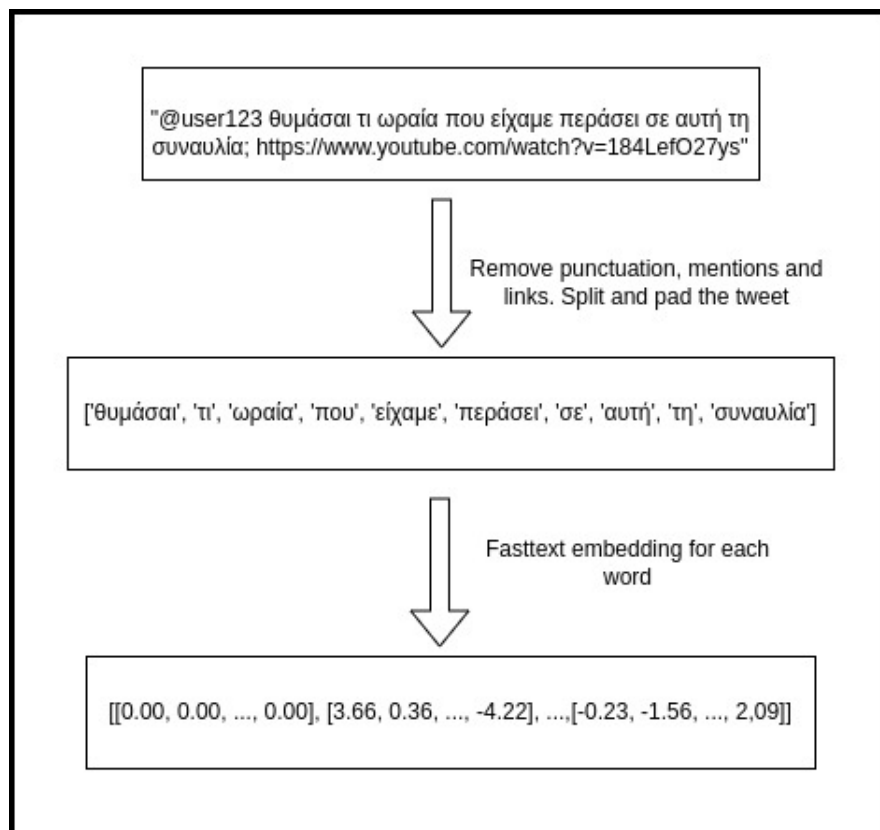 "@user123 θυμάσαι τι ωραία που είχαμε περάσει σε αυτή τη
συναυλία; https://www.youtube.com/watch?v=184LefO27ys"
Remove punctuation, mentions and
links. Split and pad the tweet
['θυμάσαι', 'τι', 'ωραία', 'που', 'είχαμε', 'περάσει', 'σε', 'αυτή', 'τη', 'συναυλία']
Fasttext embedding for each
word
[[0.00, 0.00, ..., 0.00], [3.66, 0.36, ..., -4.22], ...,[-0.23, -1.56, ..., 2,09]]